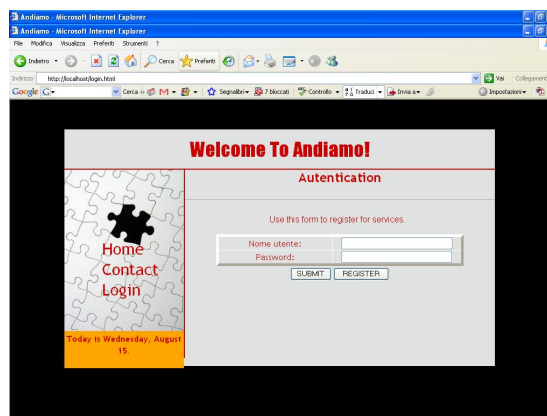 Andiamo - Microsoft Internet Explorer
Andiamo - Microsoft Internet Explorer
File Modifica Visualizza Preferiti Strumenti ?
Indietro Cerca Preferiti
Indirizzo http://localhost/login.html Vai Collegament
Google G Cerca M Segnalibri 7 bloccati Controllo Traduci Invia a Impostazioni
Welcome To Andiamo!
Autentication
Use this form to register for services.
Nome utente:
Password:
SUBMIT REGISTER
Home
Contact
Login
Today is Wednesday, August
15.